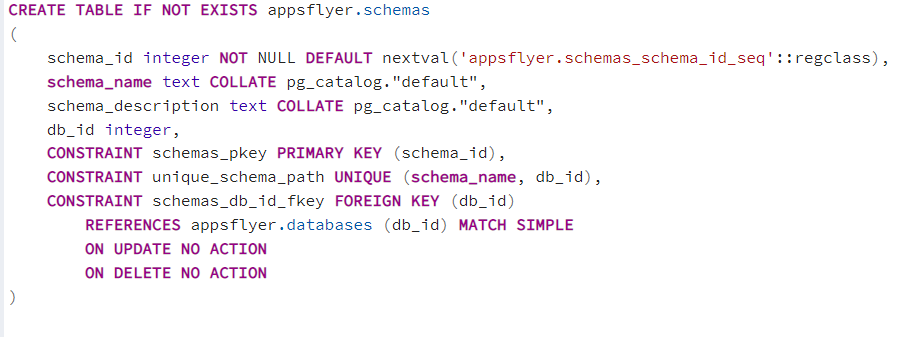 CREATE TABLE IF NOT EXISTS appsflyer.schemas
(
    schema_id integer NOT NULL DEFAULT nextval('appsflyer.schemas_schema_id_seq'::regclass),
    schema_name text COLLATE pg_catalog."default",
    schema_description text COLLATE pg_catalog."default",
    db_id integer,
    CONSTRAINT schemas_pkey PRIMARY KEY (schema_id),
    CONSTRAINT unique_schema_path UNIQUE (schema_name, db_id),
    CONSTRAINT schemas_db_id_fkey FOREIGN KEY (db_id)
        REFERENCES appsflyer.databases (db_id) MATCH SIMPLE
        ON UPDATE NO ACTION
        ON DELETE NO ACTION
)